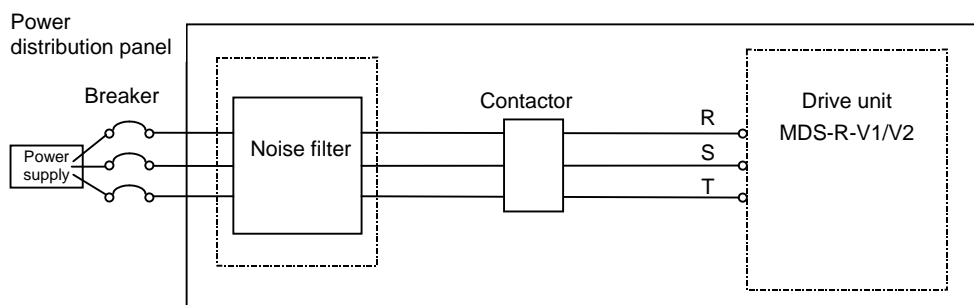 Power
distribution panel
Breaker
Power
supply
Noise filter
Contactor
R
S
T
Drive unit
MDS-R-V1/V2